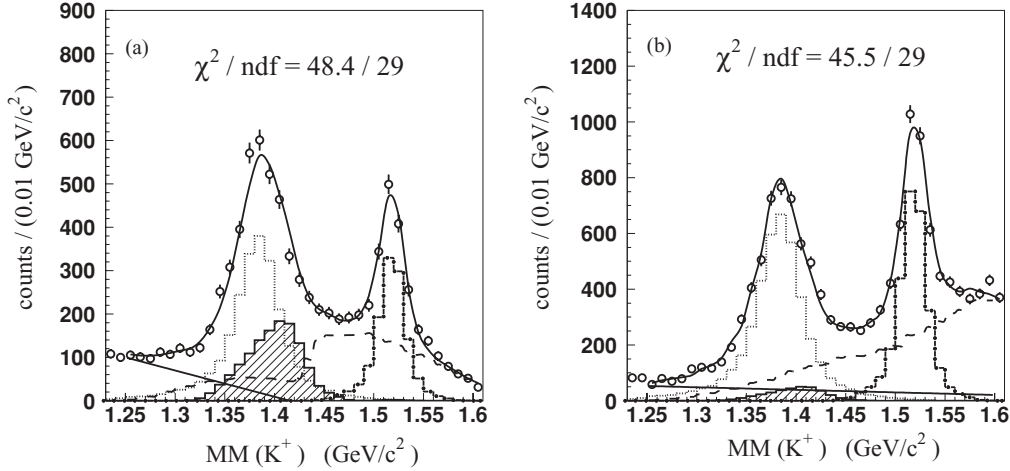 900
800
700
600
500
400
300
200
100
0
counts / (0.01 GeV/c²)
(a)
χ² / ndf = 48.4 / 29
1.25 1.3 1.35 1.4 1.45 1.5 1.55 1.6
MM (K⁺) (GeV/c²)
1400
1200
1000
800
600
400
200
0
counts / (0.01 GeV/c²)
(b)
χ² / ndf = 45.5 / 29
1.25 1.3 1.35 1.4 1.45 1.5 1.55 1.6
MM (K⁺) (GeV/c²)